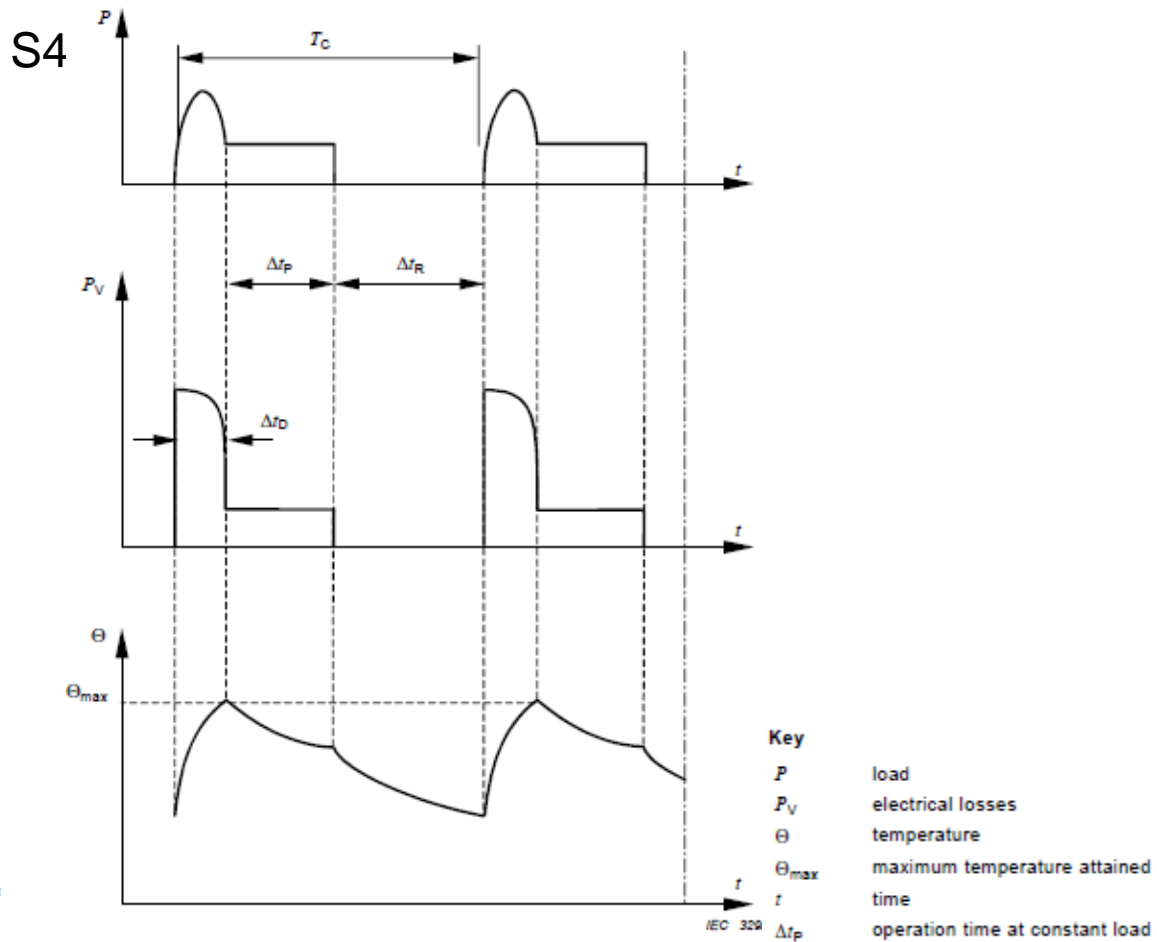 S4
P
T_C
t
P_V
Δt_P
Δt_R
Δt_D
t
Θ
Θ_max
t
IEC 329
Key
P load
P_V electrical losses
Θ temperature
Θ_max maximum temperature attained
t time
Δt_P operation time at constant load